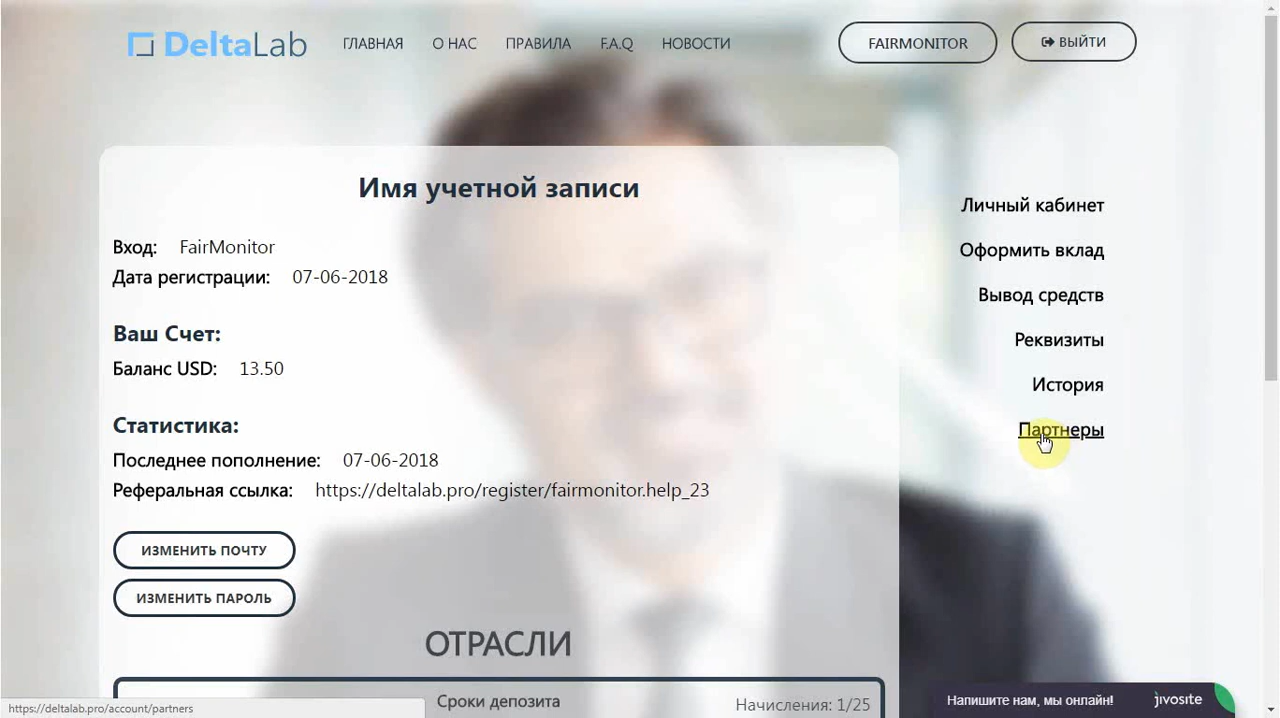 DeltaLab
ГЛАВНАЯ О НАС ПРАВИЛА F.A.Q НОВОСТИ
FAIRMONITOR
ВЫЙТИ
Имя учетной записи
Вход: FairMonitor
Дата регистрации: 07-06-2018
Ваш Счет:
Баланс USD: 13.50
Статистика:
Последнее пополнение: 07-06-2018
Реферальная ссылка: https://deltalab.pro/register/fairmonitor.help_23
ИЗМЕНИТЬ ПОЧТУ
ИЗМЕНИТЬ ПАРОЛЬ
ОТРАСЛИ
Сроки депозита
Начисления: 1/25
Личный кабинет
Оформить вклад
Вывод средств
Реквизиты
История
Партнеры
https://deltalab.pro/account/partners
Напишите нам, мы онлайн! jivosite